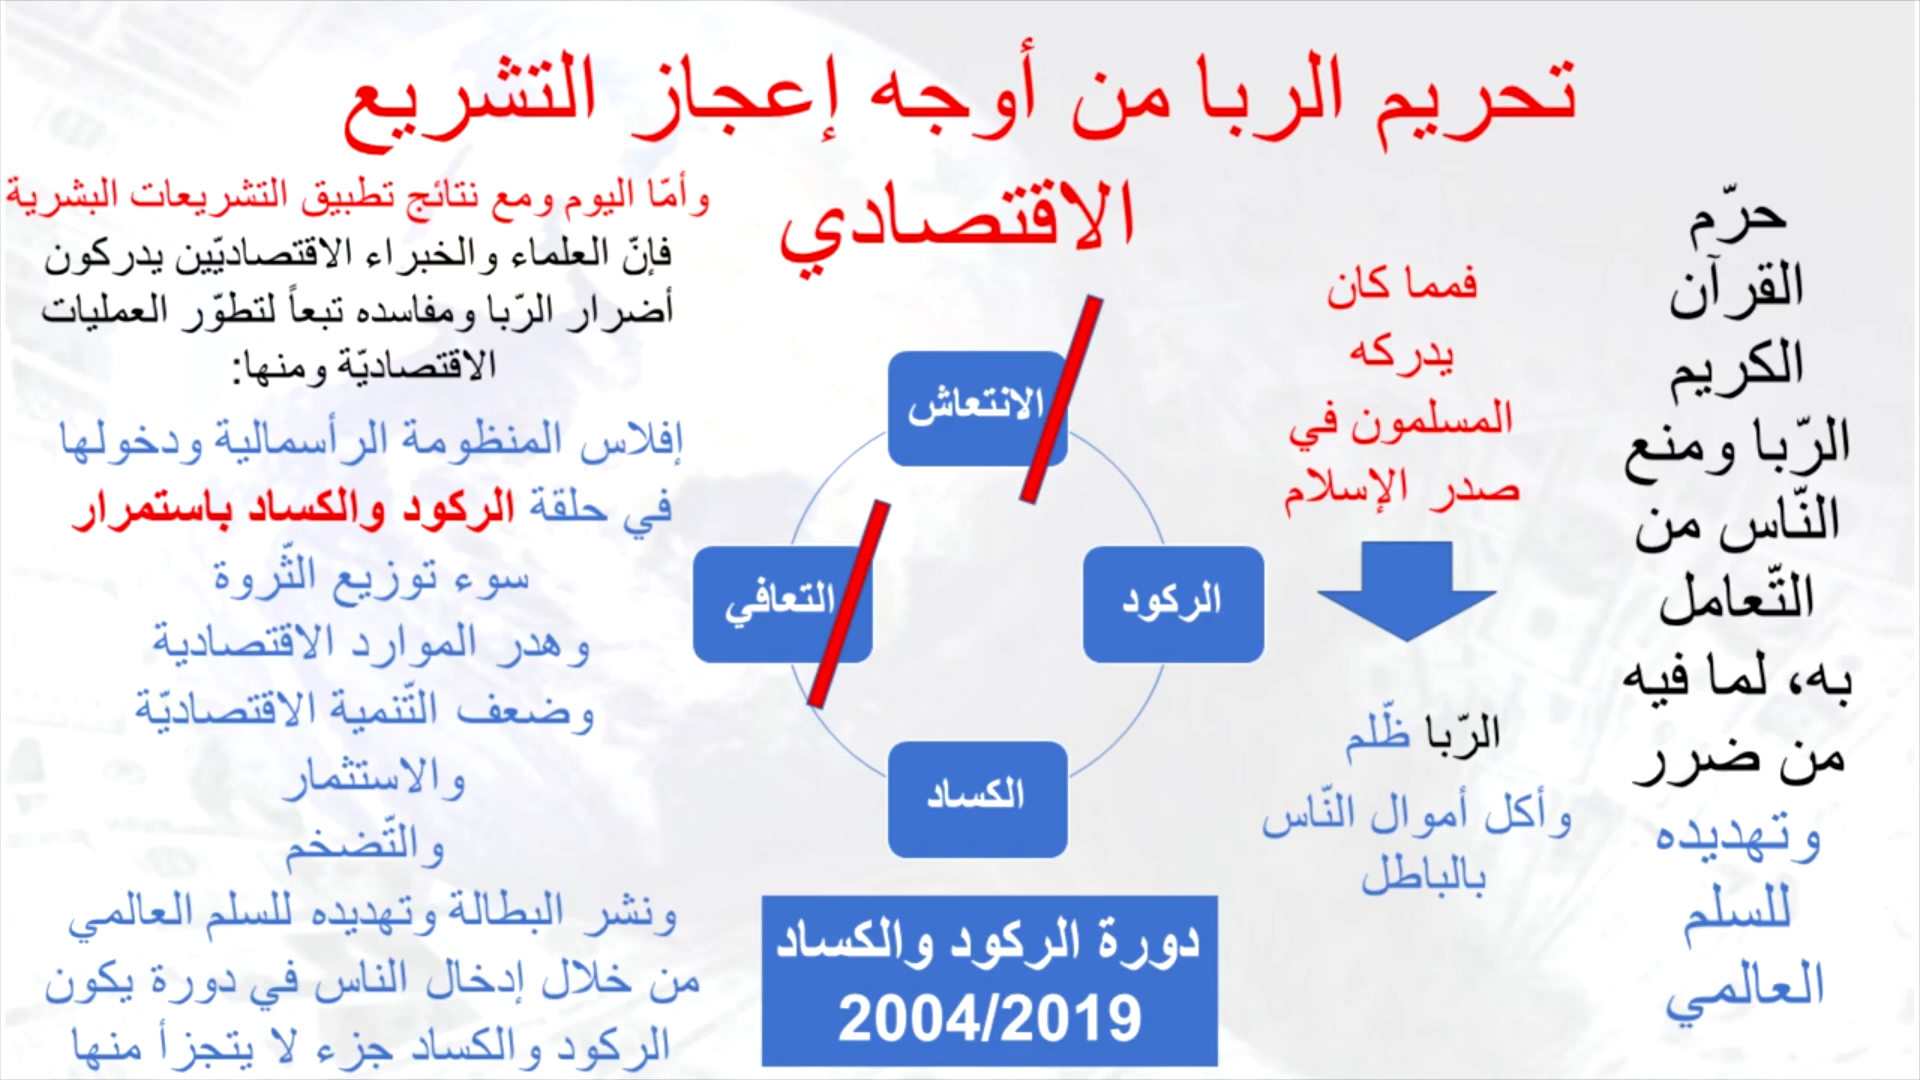 تحريم الربا من أوجه إعجاز التشريع
الاقتصادي
حرّم
القرآن
الكريم
الرّبا ومنع
النّاس من
التّعامل
به، لما فيه
من ضرر
وتهديده
للسلم
العالمي
فمما كان
يدركه
المسلمون في
صدر الإسلام
الرّبا ظّلم
وأكل أموال النّاس
بالباطل
الانتعاش
الركود
الكساد
التعافي
دورة الركود والكساد
2004/2019
وأمّا اليوم ومع نتائج تطبيق التشريعات البشرية
فإنّ العلماء والخبراء الاقتصاديّين يدركون
أضرار الرّبا ومفاسده تبعاً لتطوّر العمليات
الاقتصاديّة ومنها:
إفلاس المنظومة الرأسمالية ودخولها
في حلقة الركود والكساد باستمرار
سوء توزيع الثّروة
وهدر الموارد الاقتصادية
وضعف التّنمية الاقتصاديّة
والاستثمار
والتّضخم
ونشر البطالة وتهديده للسلم العالمي
من خلال إدخال الناس في دورة يكون
الركود والكساد جزء لا يتجزأ منها